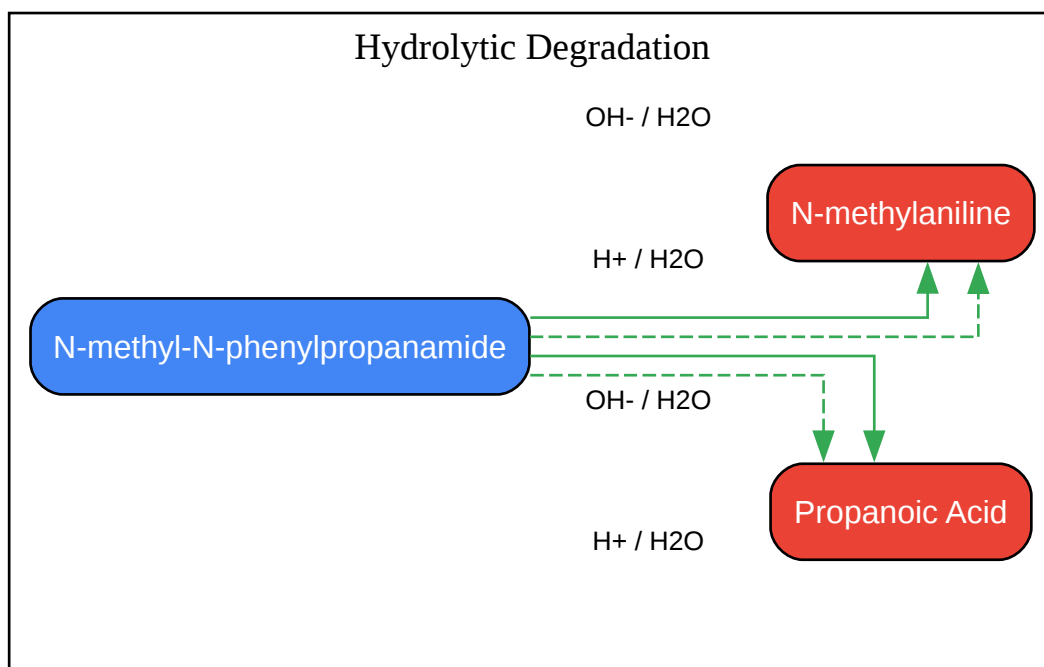 Hydrolytic Degradation
OH- / H2O
N-methylaniline
H+ / H2O
N-methyl-N-phenylpropanamide
OH- / H2O
Propanoic Acid
H+ / H2O